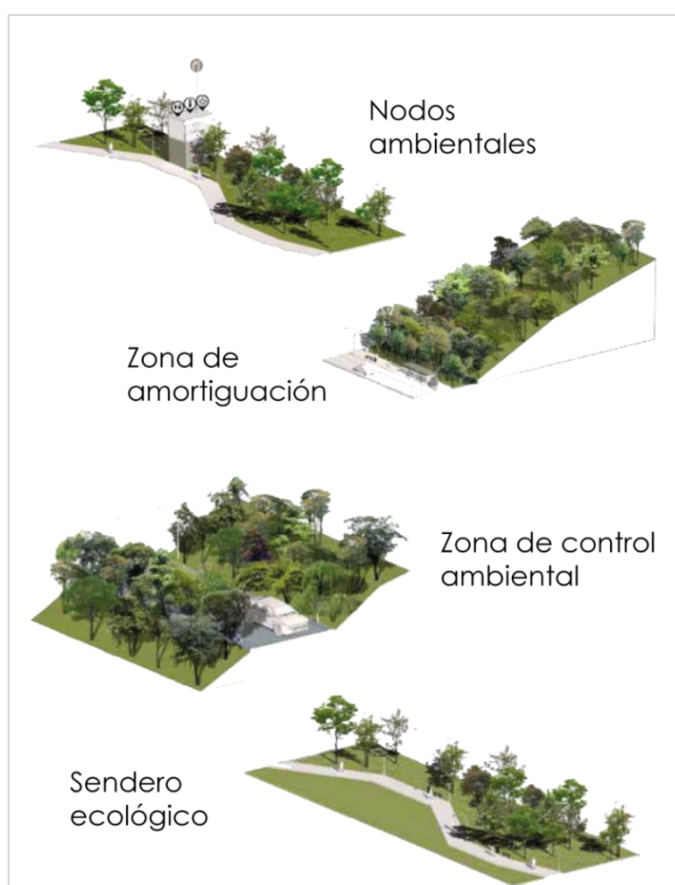 Nodos
ambientales
Zona de
amortiguación
Zona de control
ambiental
Sendero
ecológico